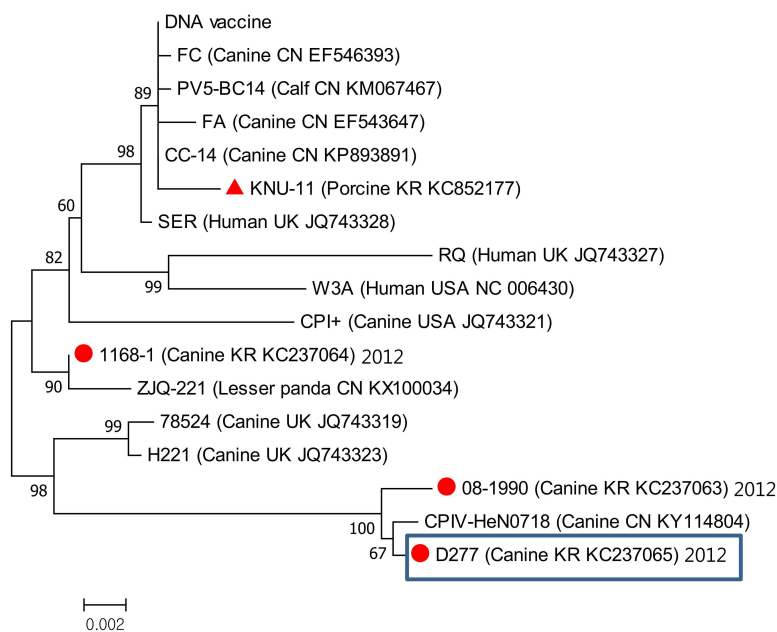 DNA vaccine
FC (Canine CN EF546393)
89
PV5-BC14 (Calf CN KM067467)
FA (Canine CN EF543647)
98
CC-14 (Canine CN KP893891)
KNU-11 (Porcine KR KC852177)
60
SER (Human UK JQ743328)
82
RQ (Human UK JQ743327)
99
W3A (Human USA NC 006430)
CPI+ (Canine USA JQ743321)
1168-1 (Canine KR KC237064) 2012
90
ZJQ-221 (Lesser panda CN KX100034)
99
78524 (Canine UK JQ743319)
H221 (Canine UK JQ743323)
98
08-1990 (Canine KR KC237063) 2012
100
CPIV-HeN0718 (Canine CN KY114804)
67
D277 (Canine KR KC237065) 2012
0.002